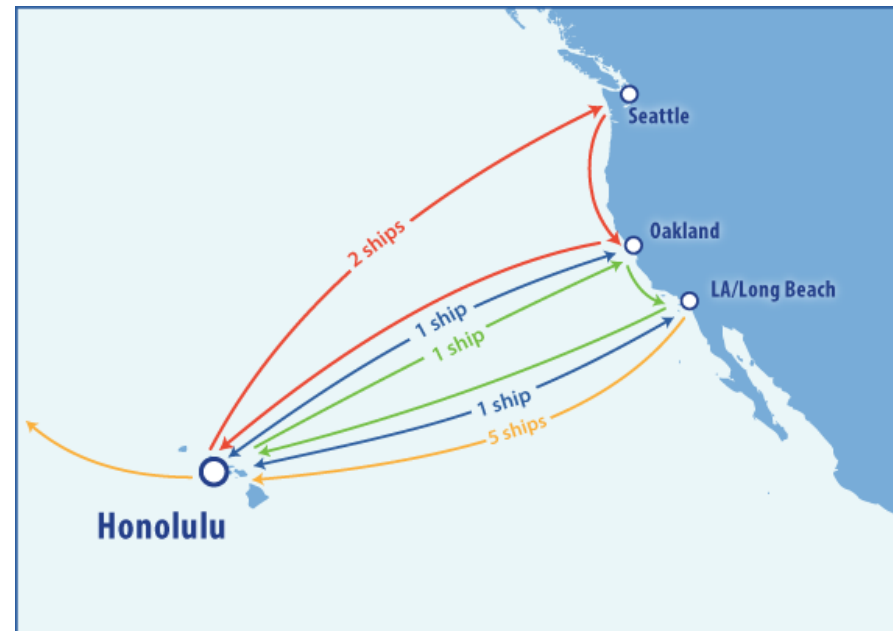 Seattle
2 ships
Oakland
LA/Long Beach
1 ship
1 ship
1 ship
5 ships
Honolulu